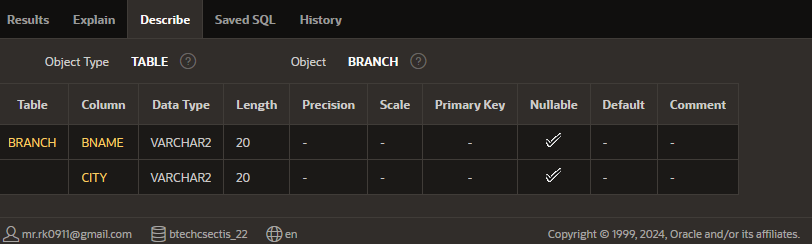 Results Explain Describe Saved SQL History
Object Type TABLE ? Object BRANCH ?
Table Column Data Type Length Precision Scale Primary Key Nullable Default Comment
BRANCH BNAME VARCHAR2 20 - - - ✓ - -
CITY VARCHAR2 20 - - - ✓ - -
mr.rk0911@gmail.com btechcsectis_22 en Copyright © 1999, 2024, Oracle and/or its affiliates.